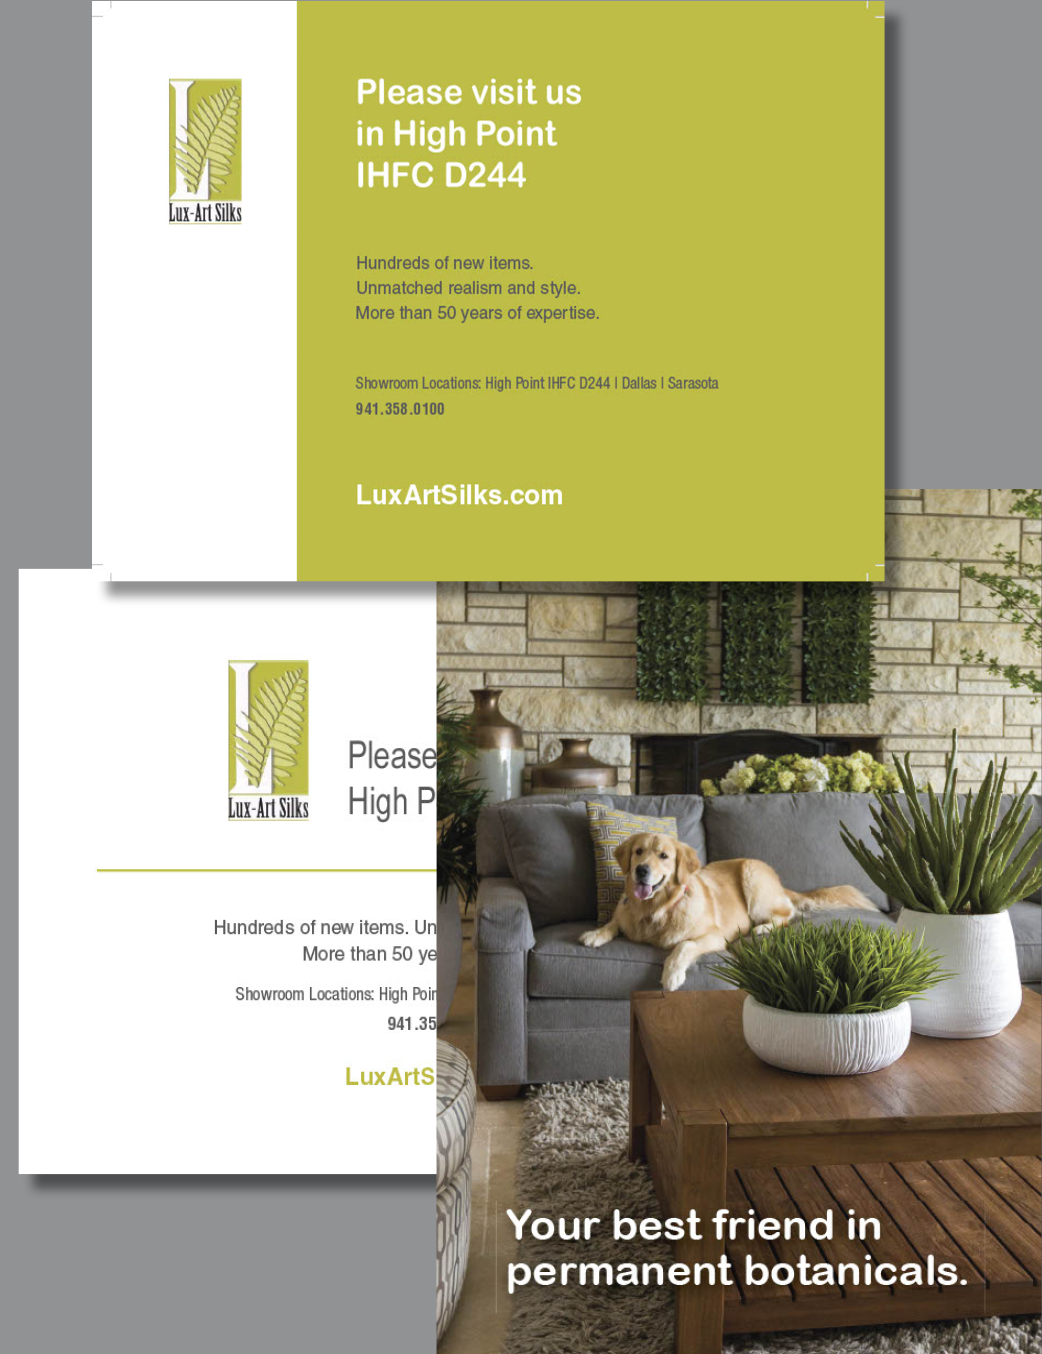 Lux-Art Silks
Please visit us
in High Point
IHFC D244
Hundreds of new items.
Unmatched realism and style.
More than 50 years of expertise.
Showroom Locations: High Point IHFC D244 | Dallas | Sarasota
941.358.0100
LuxArtSilks.com
Lux-Art Silks
Please
High P
Hundreds of new items. Un
More than 50 ye
Showroom Locations: High Poin
941.35
LuxArtS
Your best friend in
permanent botanicals.